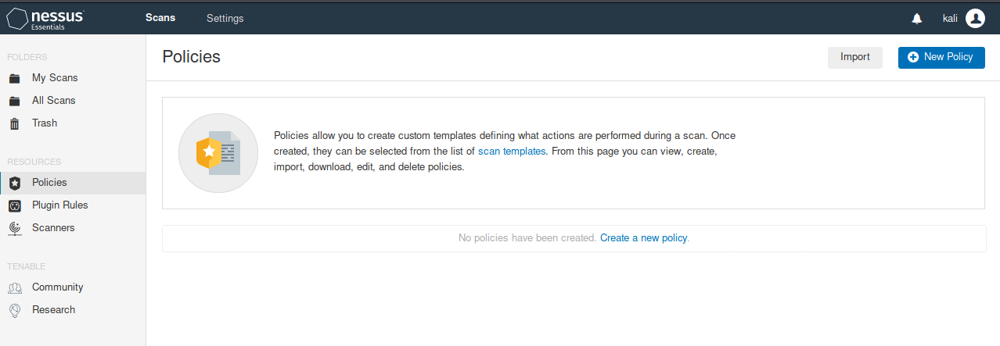 nessus
Essentials
Scans
Settings
kali
FOLDERS
My Scans
All Scans
Trash
RESOURCES
Policies
Plugin Rules
Scanners
TENABLE
Community
Research
Policies
Import
New Policy
Policies allow you to create custom templates defining what actions are performed during a scan. Once
created, they can be selected from the list of scan templates. From this page you can view, create,
import, download, edit, and delete policies.
No policies have been created. Create a new policy.